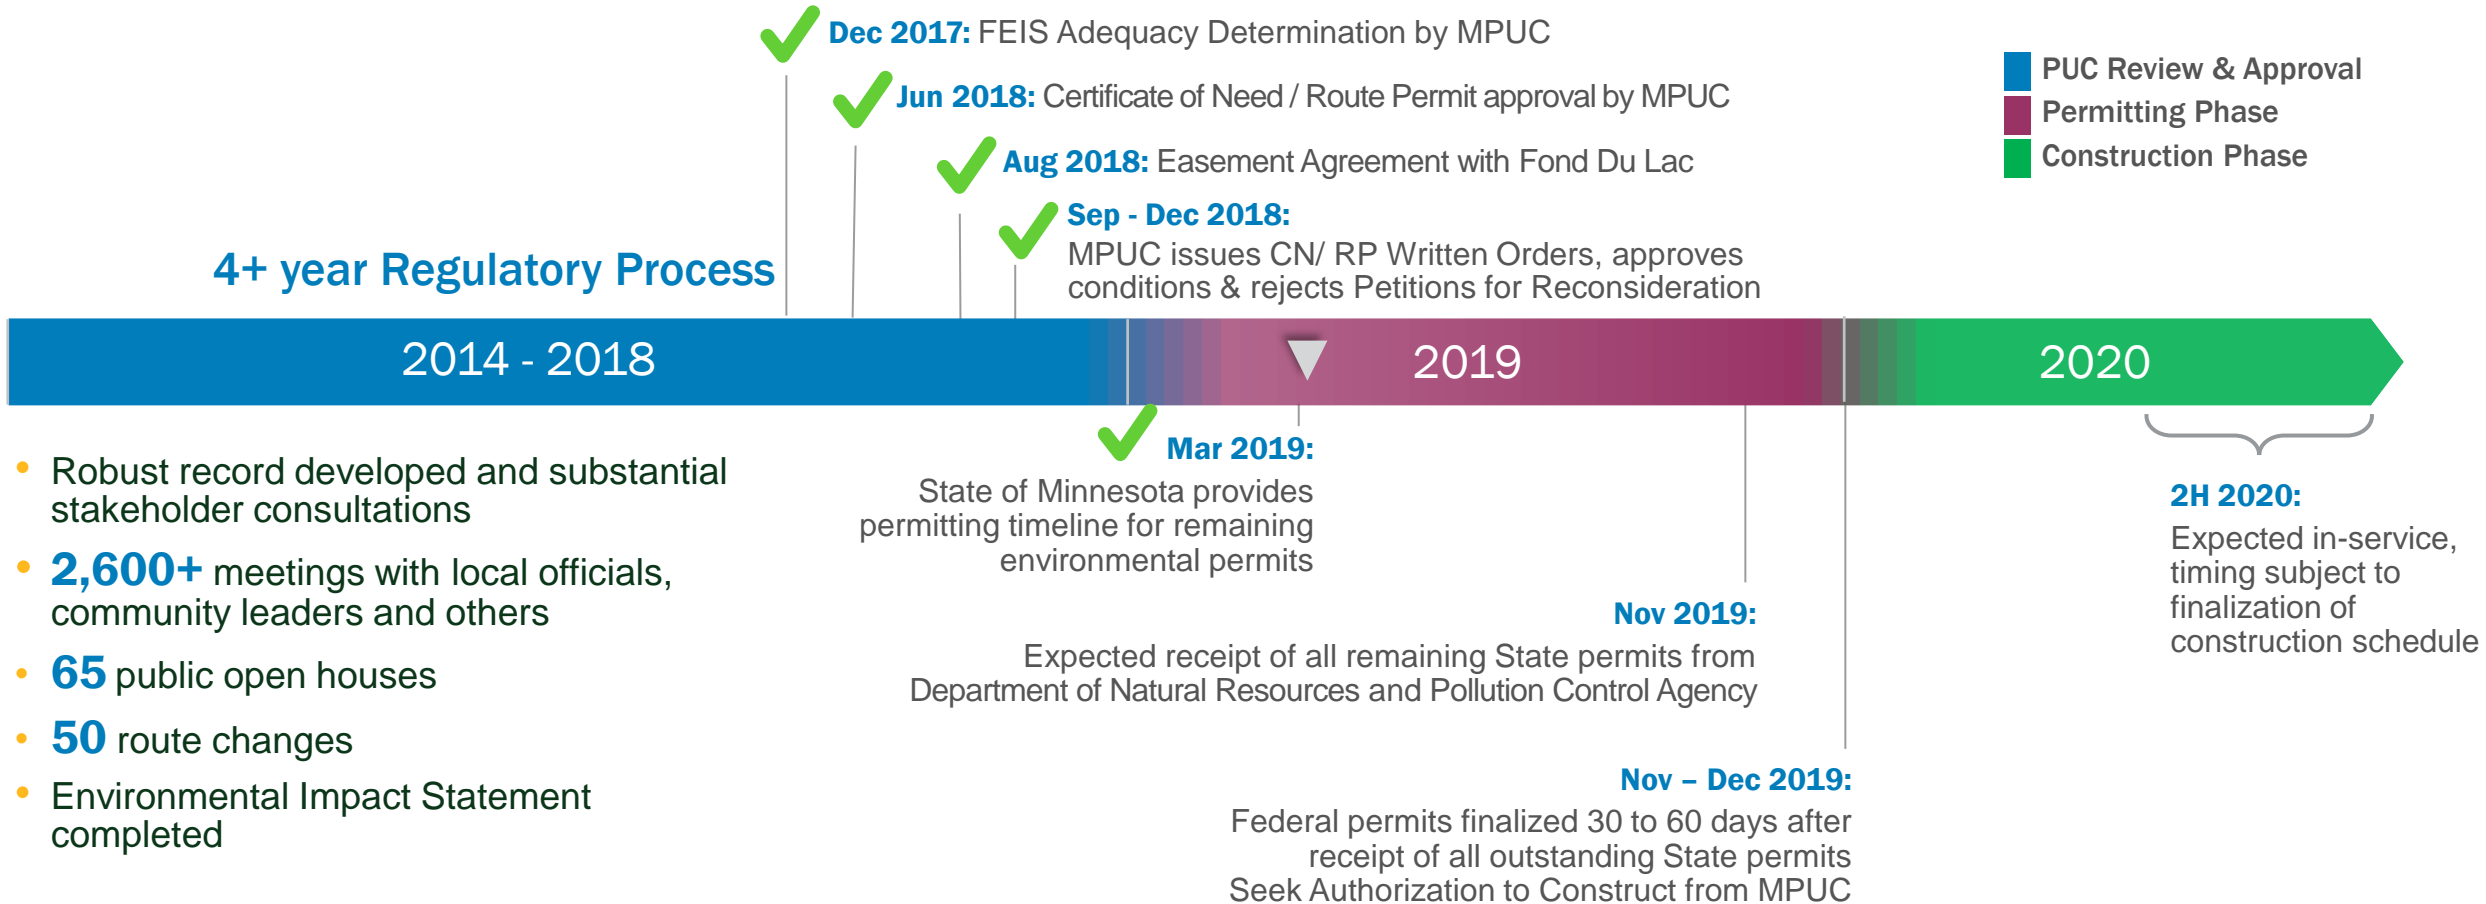 Dec 2017: FEIS Adequacy Determination by MPUC
Jun 2018: Certificate of Need / Route Permit approval by MPUC
Aug 2018: Easement Agreement with Fond Du Lac
Sep - Dec 2018:
MPUC issues CN/ RP Written Orders, approves
conditions & rejects Petitions for Reconsideration
PUC Review & Approval
Permitting Phase
Construction Phase
4+ year Regulatory Process
2014 - 2018
2019
2020
• Robust record developed and substantial
stakeholder consultations
• 2,600+ meetings with local officials,
community leaders and others
• 65 public open houses
• 50 route changes
• Environmental Impact Statement
completed
Mar 2019:
State of Minnesota provides
permitting timeline for remaining
environmental permits
Nov 2019:
Expected receipt of all remaining State permits from
Department of Natural Resources and Pollution Control Agency
Nov – Dec 2019:
Federal permits finalized 30 to 60 days after
receipt of all outstanding State permits
Seek Authorization to Construct from MPUC
2H 2020:
Expected in-service,
timing subject to
finalization of
construction schedule